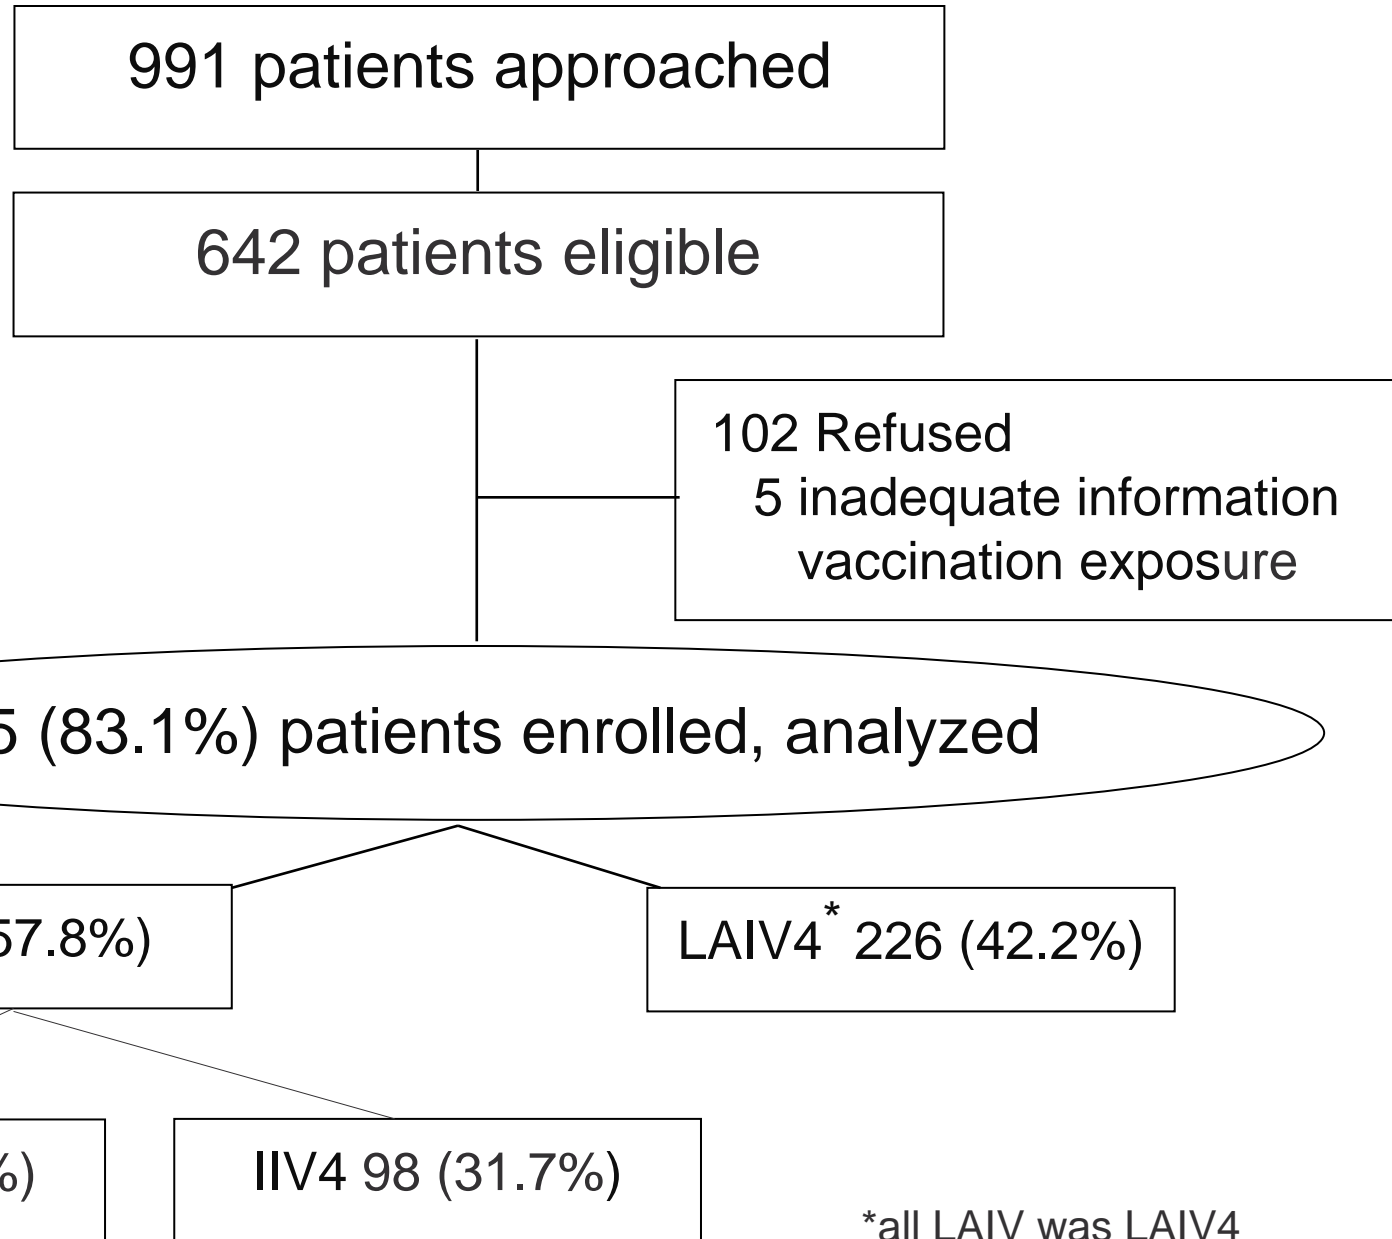 991 patients approached
642 patients eligible
102 Refused
5 inadequate information
vaccination exposure
5 (83.1%) patients enrolled, analyzed
57.8%)
LAIV4* 226 (42.2%)
%)
IIV4 98 (31.7%)
*all LAIV was LAIV4